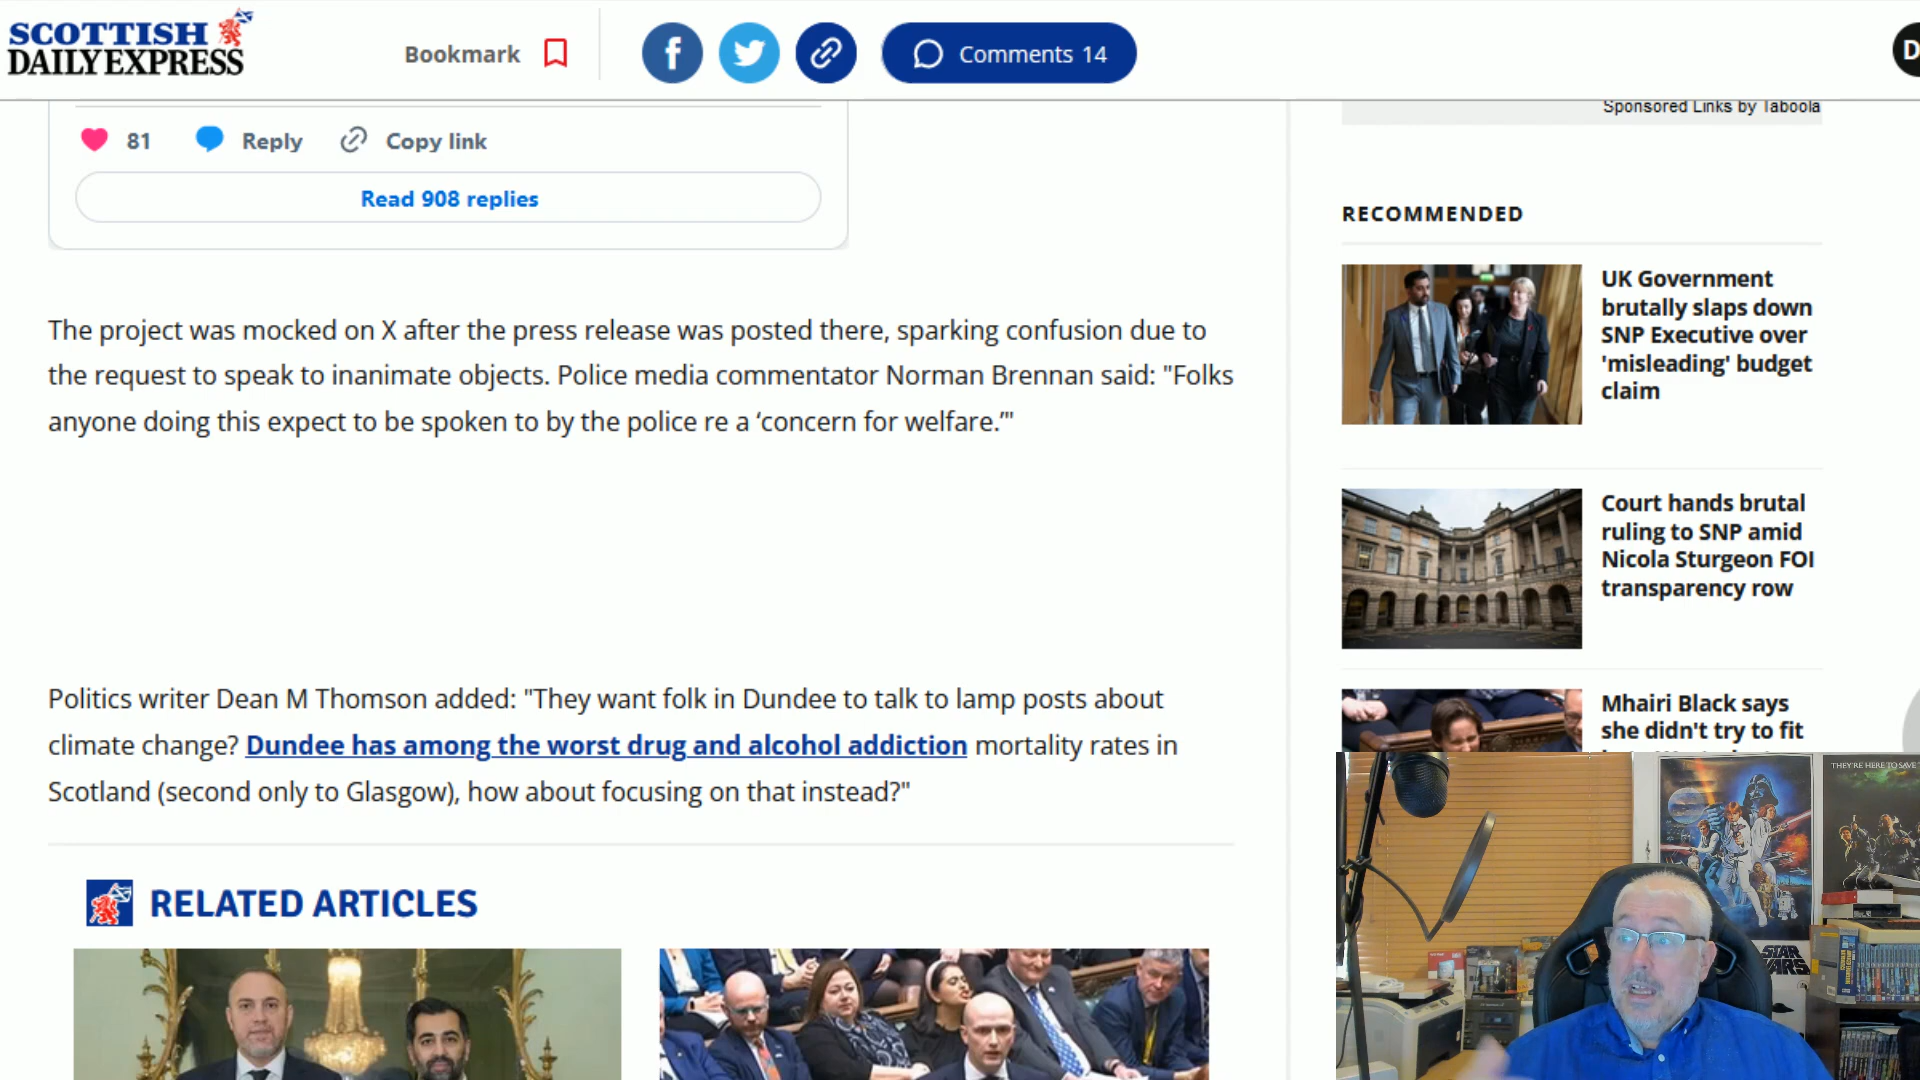 SCOTTISH
DAILY EXPRESS
Bookmark
Comments 14
D
Sponsored Links by Taboola
81
Reply
Copy link
Read 908 replies
The project was mocked on X after the press release was posted there, sparking confusion due to
the request to speak to inanimate objects. Police media commentator Norman Brennan said: "Folks
anyone doing this expect to be spoken to by the police re a ‘concern for welfare.’"
Politics writer Dean M Thomson added: "They want folk in Dundee to talk to lamp posts about
climate change? Dundee has among the worst drug and alcohol addiction mortality rates in
Scotland (second only to Glasgow), how about focusing on that instead?"
RELATED ARTICLES
RECOMMENDED
UK Government
brutally slaps down
SNP Executive over
'misleading' budget
claim
Court hands brutal
ruling to SNP amid
Nicola Sturgeon FOI
transparency row
Mhairi Black says
she didn't try to fit
THEY'RE HERE TO SAVE
STAR
WARS